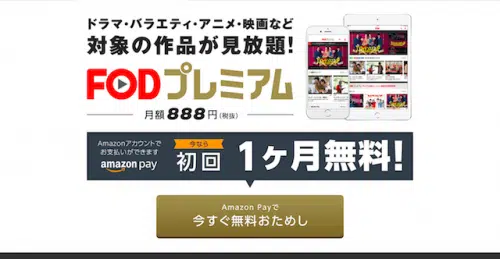 ドラマ・バラエティ・アニメ・映画など
対象の作品が見放題!
FODプレミアム
月額888円(税抜)
Amazonアカウントで
お支払いができます
amazon pay
今なら
初回
1ヶ月無料!
Amazon Payで
今すぐ無料おためし